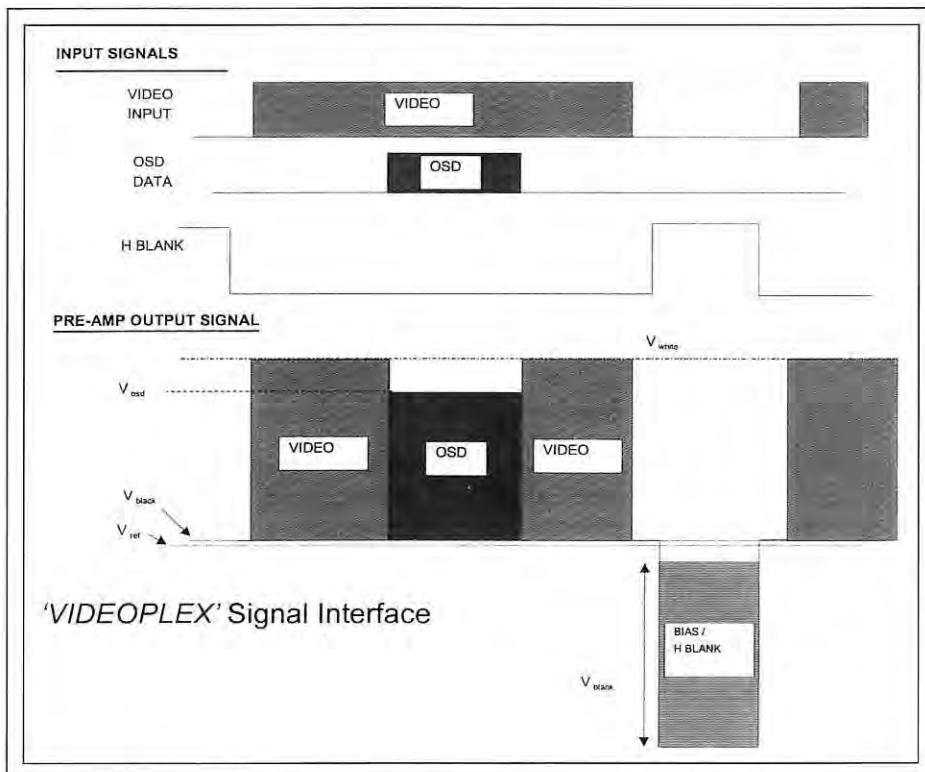 INPUT SIGNALS
VIDEO
INPUT
VIDEO
OSD
DATA
OSD
H BLANK
PRE-AMP OUTPUT SIGNAL
V white
V osd
VIDEO
OSD
VIDEO
V black
V ref
'VIDEOPLEX' Signal Interface
BIAS /
H BLANK
V blank